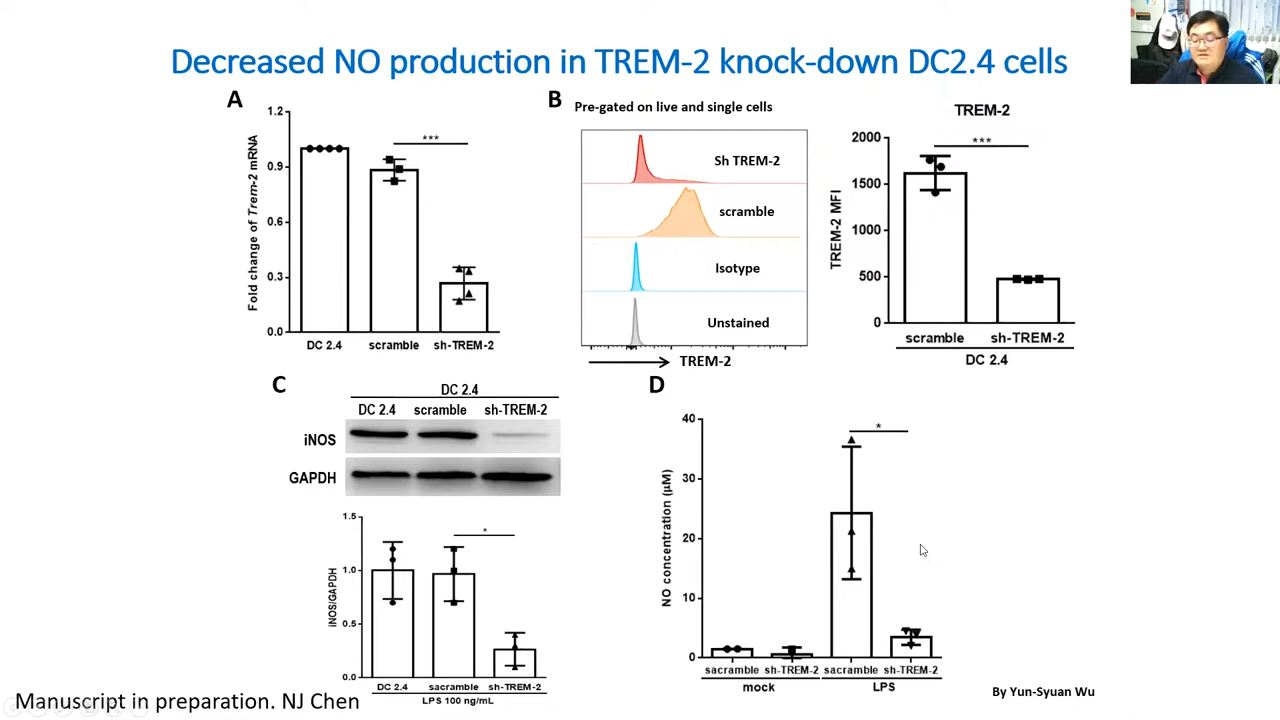 Decreased NO production in TREM-2 knock-down DC2.4 cells
A
Fold change of Trem-2 mRNA
1.2
0.9
0.6
0.3
0.0
***
DC 2.4 scramble sh-TREM-2
B
Pre-gated on live and single cells
Sh TREM-2
scramble
Isotype
Unstained
TREM-2
TREM-2
TREM-2 MFI
2000
1500
1000
500
0
***
scramble sh-TREM-2
DC 2.4
C
DC 2.4
DC 2.4 scramble sh-TREM-2
iNOS
GAPDH
iNOS/GAPDH
1.5
1.0
0.5
0.0
*
DC 2.4 sacramble sh-TREM-2
LPS 100 ng/mL
D
NO concentration (μM)
40
30
20
10
0
*
sacramble sh-TREM-2 sacramble sh-TREM-2
mock LPS
Manuscript in preparation. NJ Chen
By Yun-Syuan Wu